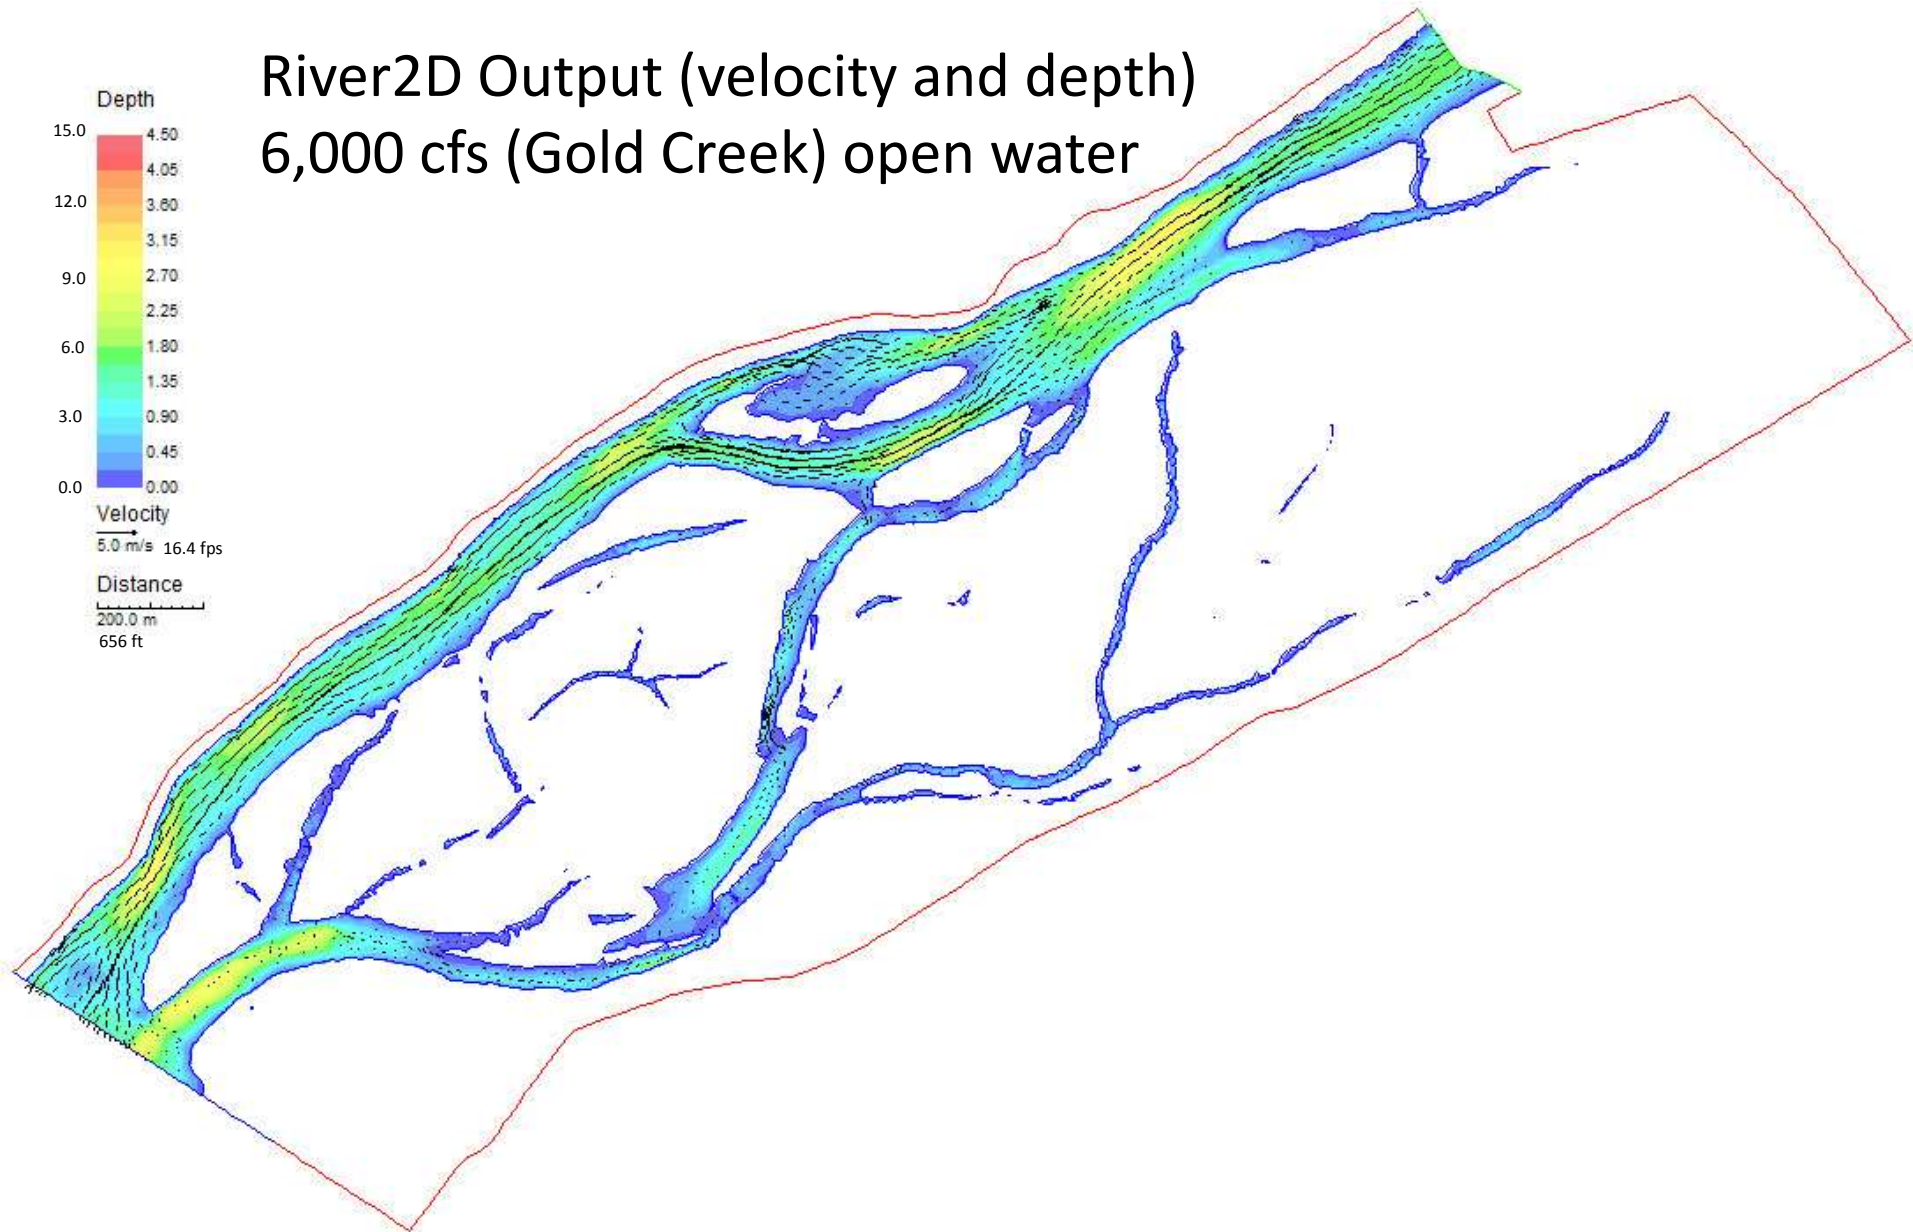 River2D Output (velocity and depth)
6,000 cfs (Gold Creek) open water
Depth
15.0 4.50
4.05
12.0 3.60
3.15
9.0 2.70
2.25
6.0 1.80
1.35
3.0 0.90
0.45
0.0 0.00
Velocity
5.0 m/s 16.4 fps
Distance
200.0 m
656 ft